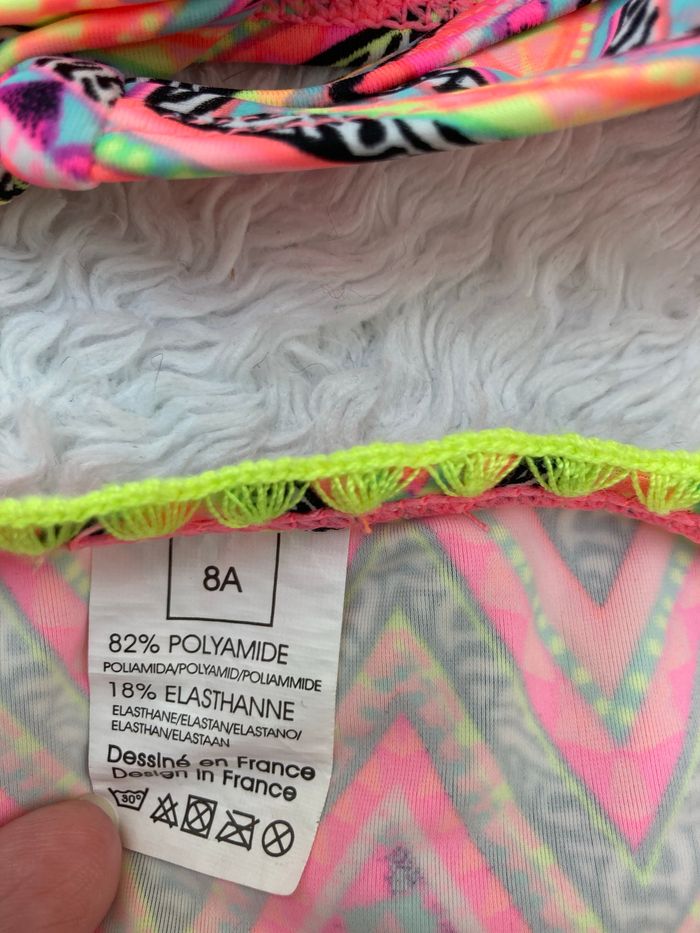 8A
82% POLYAMIDE
POLIAMIDA/POLYAMID/POLIAMMIDE
18% ELASTHANNE
ELASTHANE/ELASTAN/ELASTANO/
ELASTHAN/ELASTAAN
Dessiné en France
Design in France
30°